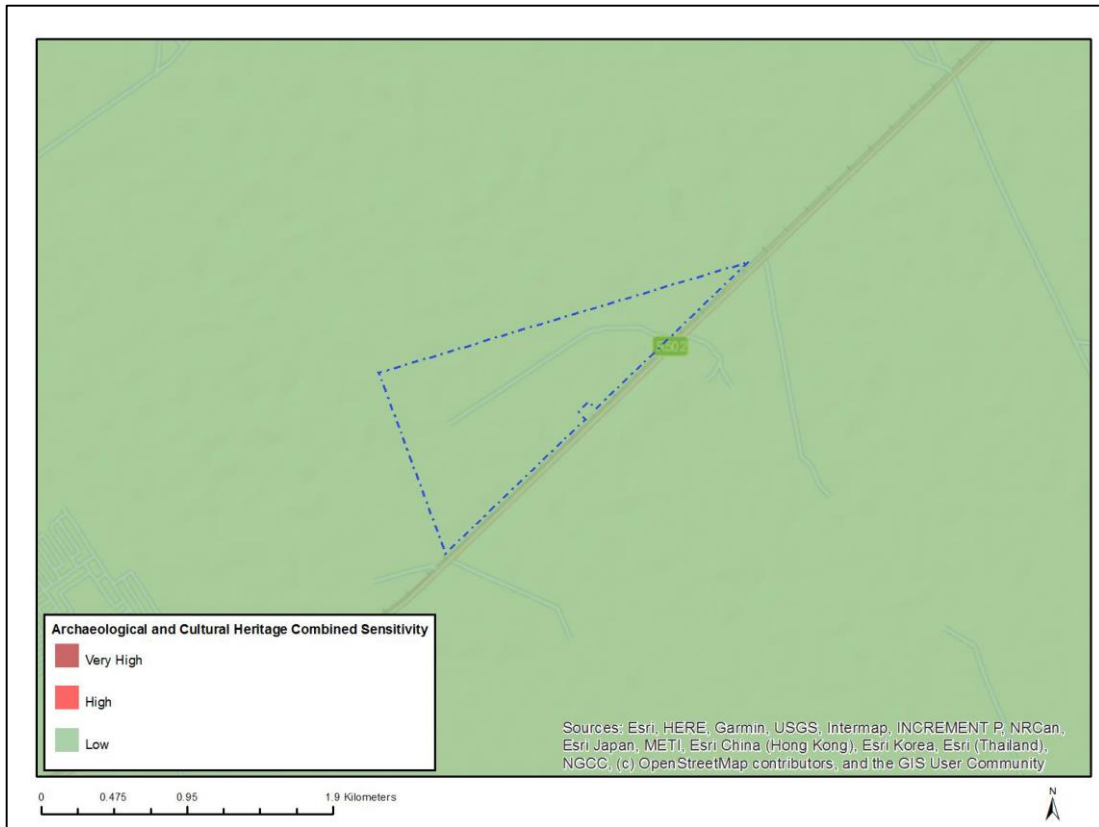 Archaeological and Cultural Heritage Combined Sensitivity
Very High
High
Low
Sources: Esri, HERE, Garmin, USGS, Intermap, INCREMENT P, NRCan,
Esri Japan, METI, Esri China (Hong Kong), Esri Korea, Esri (Thailand),
NGCC, (c) OpenStreetMap contributors, and the GIS User Community
0 0.475 0.95 1.9 Kilometers
N